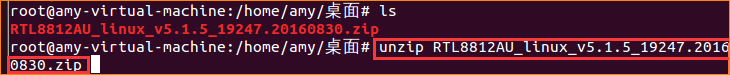 root@amy-virtual-machine:/home/amy/桌面# ls
RTL8812AU_linux_v5.1.5_19247.20160830.zip
root@amy-virtual-machine:/home/amy/桌面# unzip RTL8812AU_linux_v5.1.5_19247.2016
0830.zip